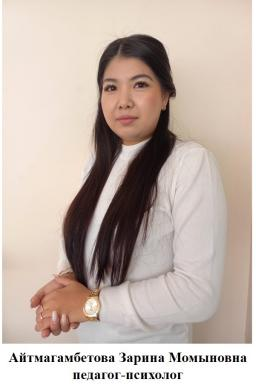 Айтмагамбетова Зарина Момыновна
педагог-психолог